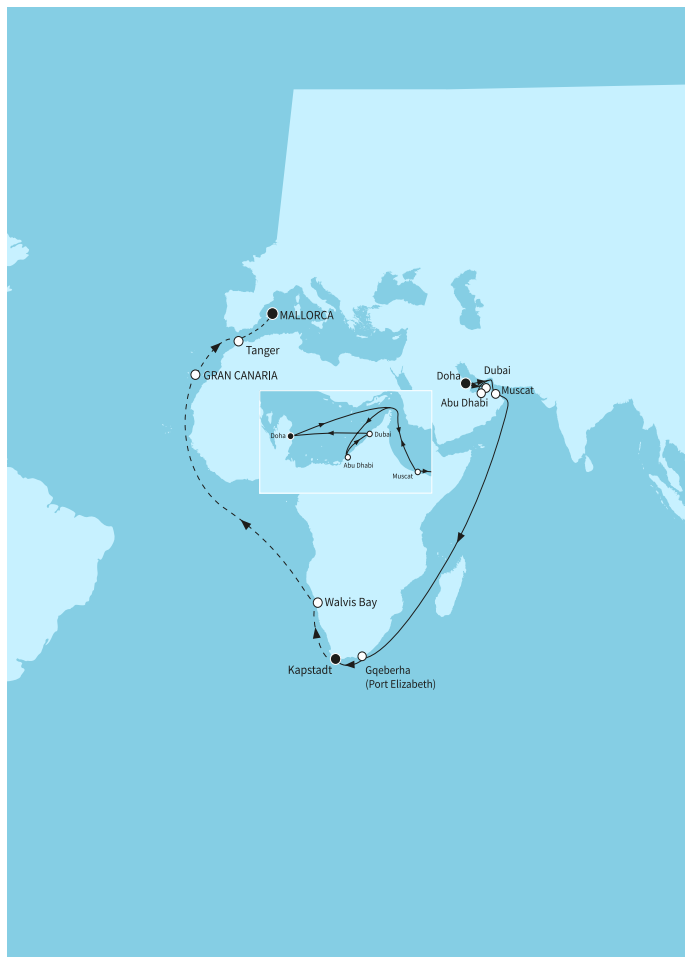 MALLORCA
Tanger
GRAN CANARIA
Dubai
Doha
Muscat
Abu Dhabi
Doha
Dubai
Abu Dhabi
Muscat
Walvis Bay
Kapstadt
Gqeberha
(Port Elizabeth)